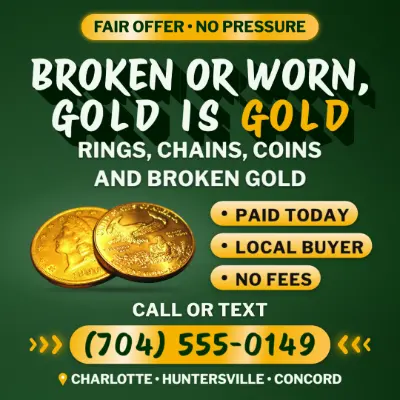 FAIR OFFER • NO PRESSURE
BROKEN OR WORN,
GOLD IS GOLD
RINGS, CHAINS, COINS
AND BROKEN GOLD
• PAID TODAY
• LOCAL BUYER
• NO FEES
CALL OR TEXT
(704) 555-0149
CHARLOTTE • HUNTERSVILLE • CONCORD